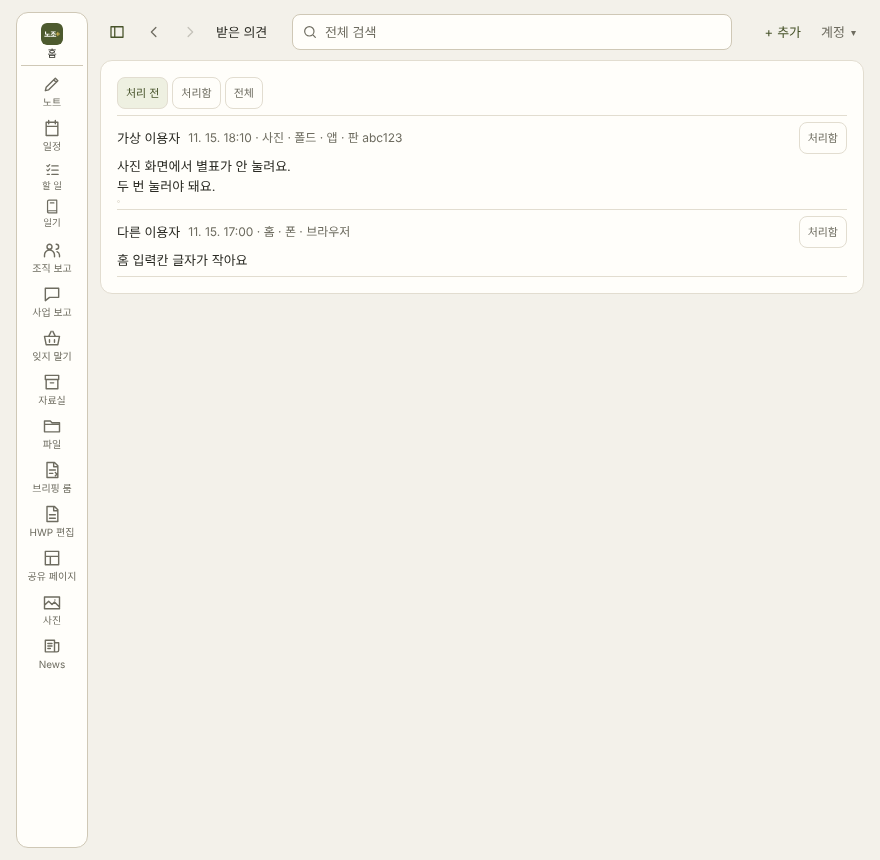 노조+
홈
노트
일정
할 일
일기
조직 보고
사업 보고
잊지 말기
자료실
파일
브리핑 룸
HWP 편집
공유 페이지
사진
News
받은 의견
전체 검색
+ 추가
계정 ▾
처리 전
처리함
전체
가상 이용자 11. 15. 18:10 · 사진 · 폴드 · 앱 · 판 abc123
처리함
사진 화면에서 별표가 안 눌려요.
두 번 눌러야 돼요.
다른 이용자 11. 15. 17:00 · 홈 · 폰 · 브라우저
처리함
홈 입력칸 글자가 작아요